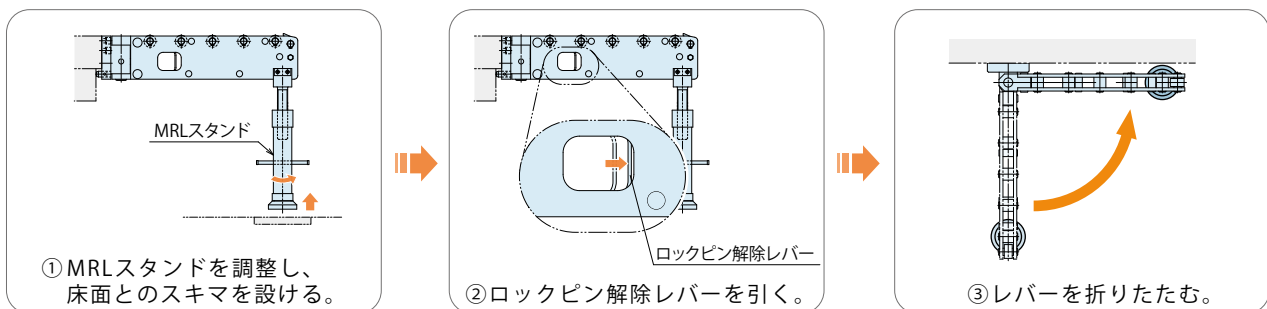 MRLスタンド
①MRLスタンドを調整し、
床面とのスキマを設ける。
ロックピン解除レバー
②ロックピン解除レバーを引く。
③レバーを折りたたむ。